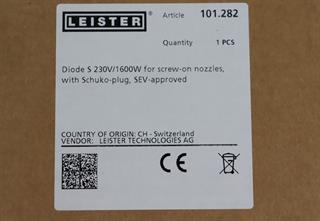 LEISTER
Article 101.282
Quantity 1 PCS
Diode S 230V/1600W for screw-on nozzles,
with Schuko-plug, SEV-approved
COUNTRY OF ORIGIN: CH - Switzerland
VENDOR: LEISTER TECHNOLOGIES AG
CE